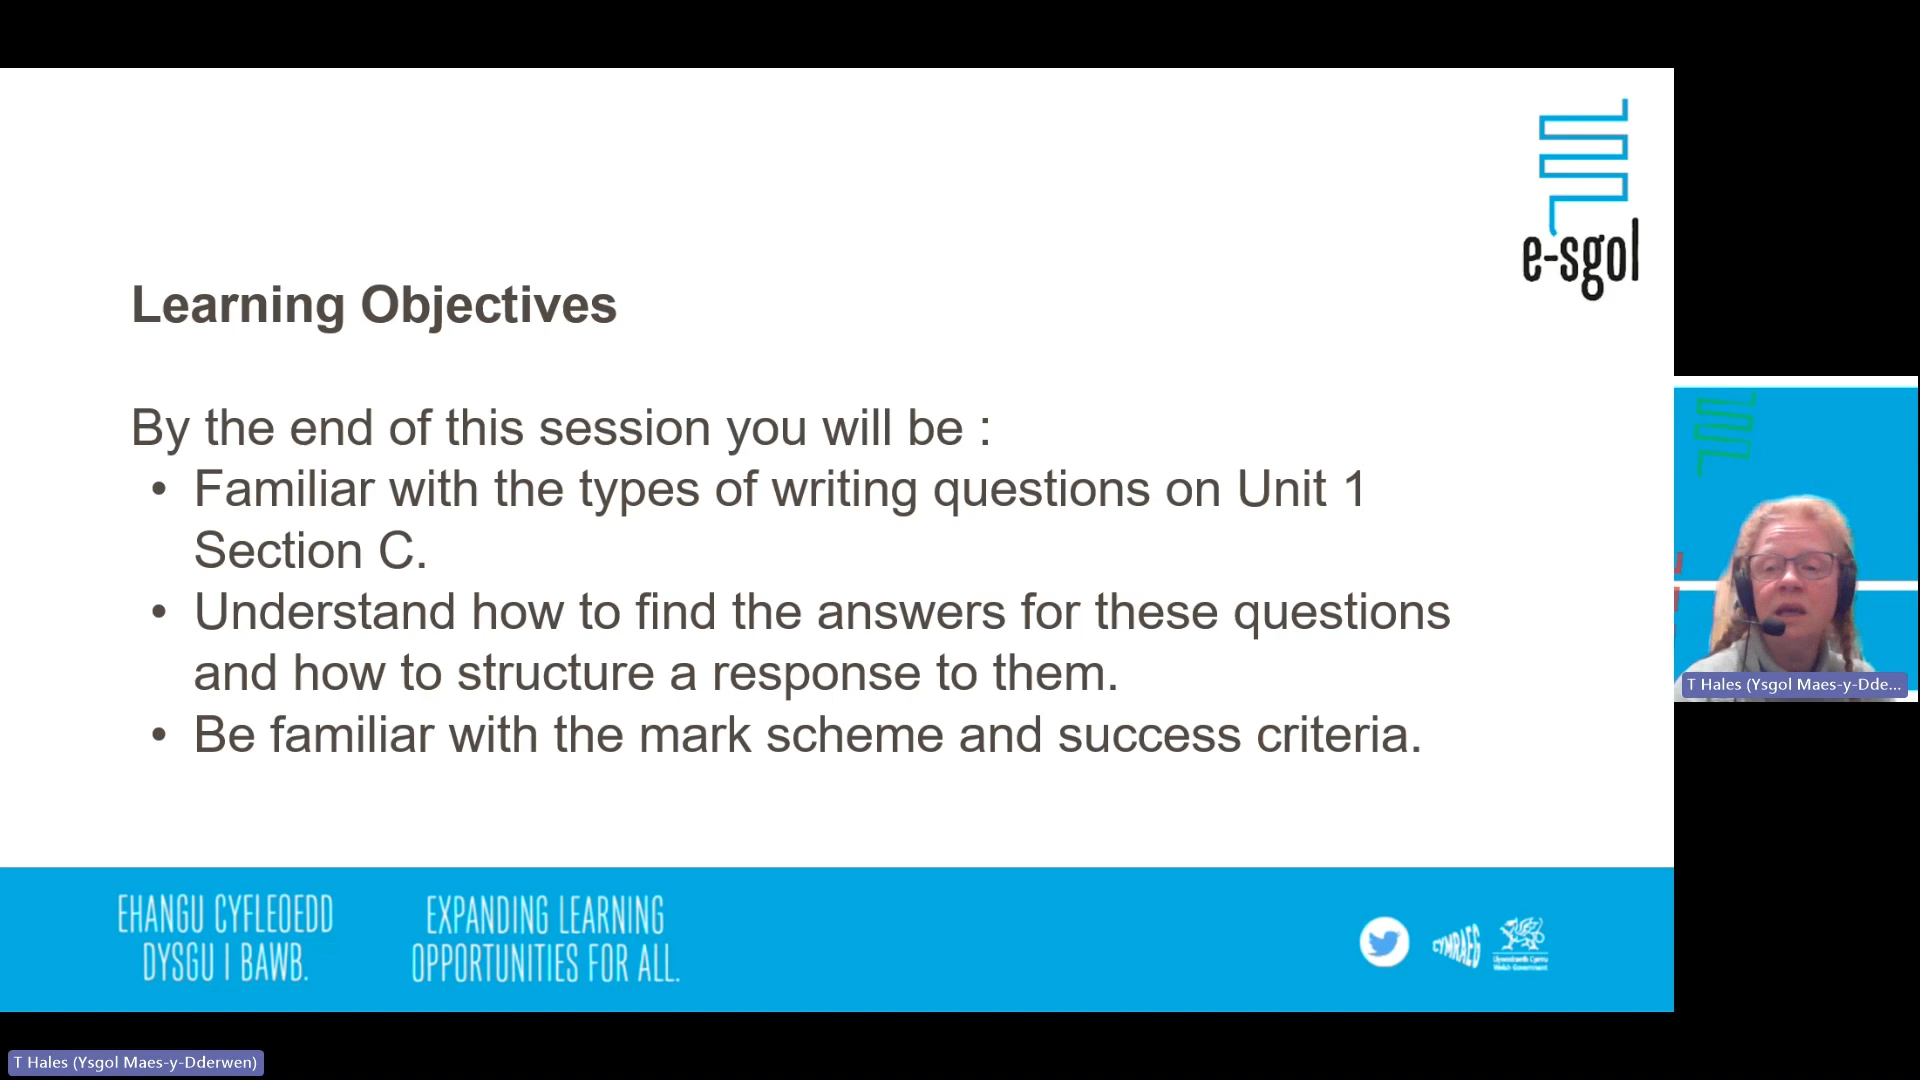 e-sgol
Learning Objectives
By the end of this session you will be :
• Familiar with the types of writing questions on Unit 1
Section C.
• Understand how to find the answers for these questions
and how to structure a response to them.
• Be familiar with the mark scheme and success criteria.
T Hales (Ysgol Maes-y-Dde...
EHANGU CYFLEOEDD
DYSGU I BAWB.
EXPANDING LEARNING
OPPORTUNITIES FOR ALL.
CYMRAEG
Llywodraeth Cymru
Welsh Government
T Hales (Ysgol Maes-y-Dderwen)